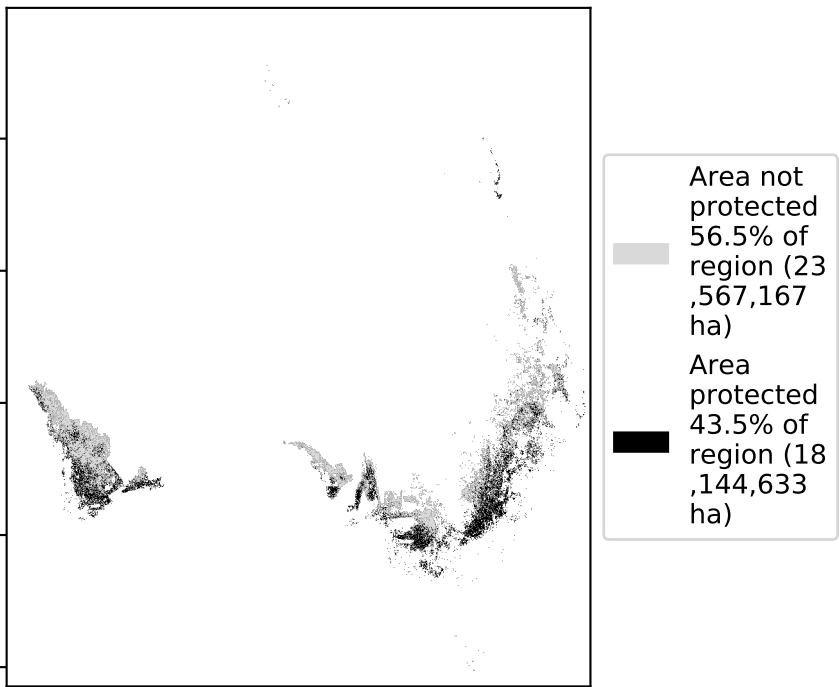 Area not
protected
56.5% of
region (23
,567,167
ha)
Area
protected
43.5% of
region (18
,144,633
ha)